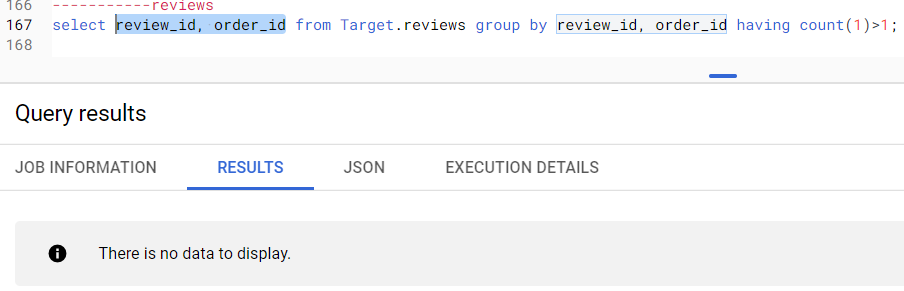 166 -----------reviews
167 select review_id, order_id from Target.reviews group by review_id, order_id having count(1)>1;
168
Query results
JOB INFORMATION RESULTS JSON EXECUTION DETAILS
There is no data to display.